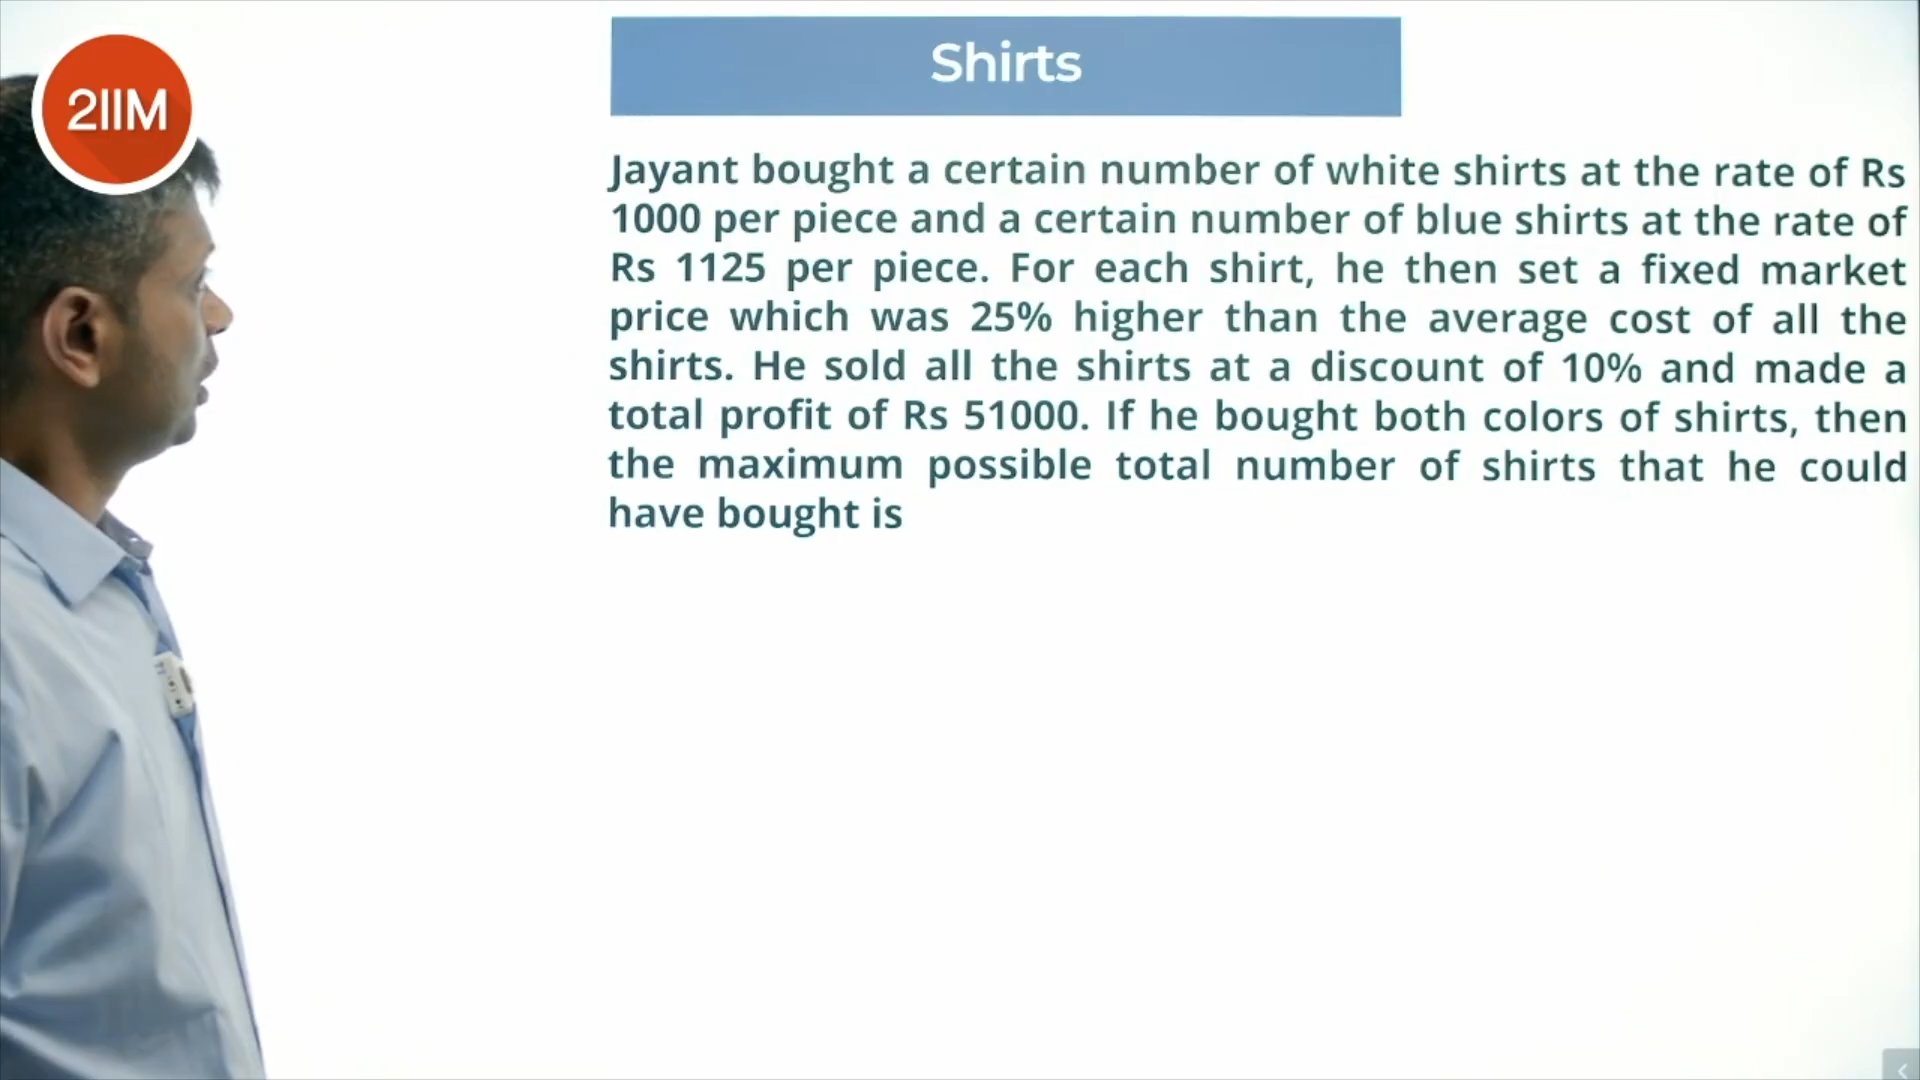 2IIM
Shirts
Jayant bought a certain number of white shirts at the rate of Rs
1000 per piece and a certain number of blue shirts at the rate of
Rs 1125 per piece. For each shirt, he then set a fixed market
price which was 25% higher than the average cost of all the
shirts. He sold all the shirts at a discount of 10% and made a
total profit of Rs 51000. If he bought both colors of shirts, then
the maximum possible total number of shirts that he could
have bought is